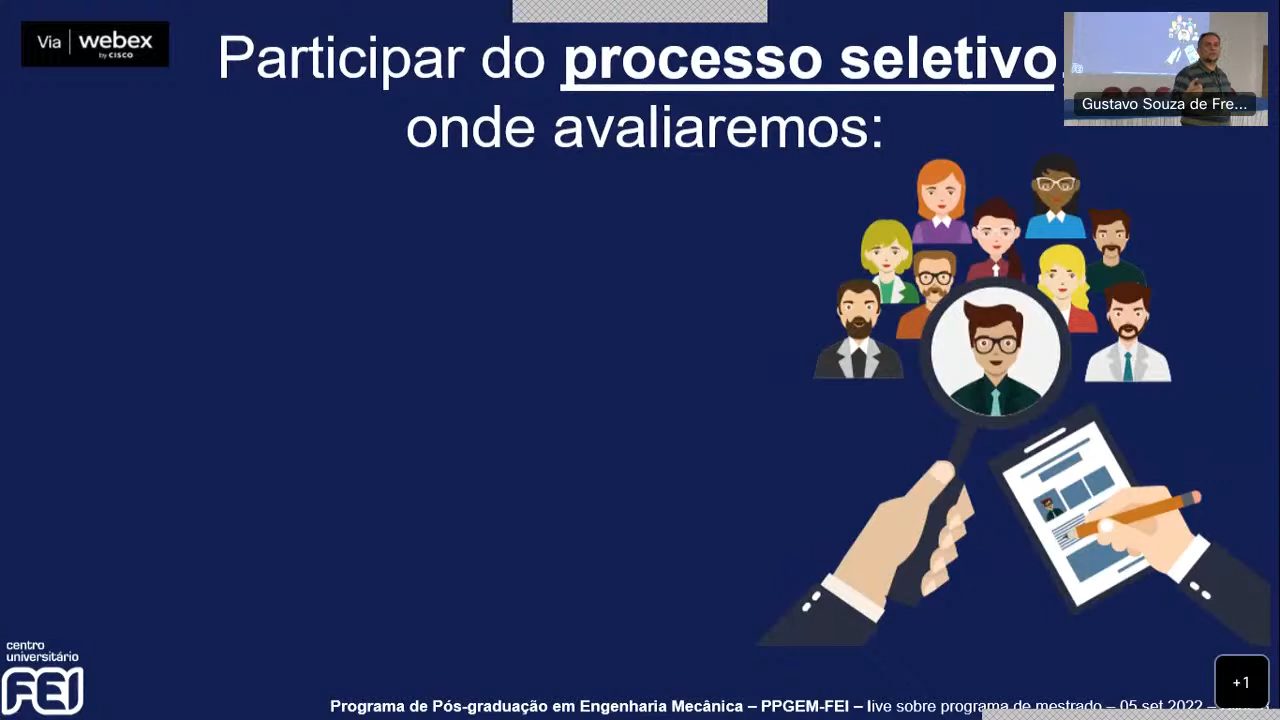 Via webex
by CISCO
Participar do processo seletivo,
onde avaliaremos:
Gustavo Souza de Fre...
centro
universitário
FEI
+1
Programa de Pós-graduação em Engenharia Mecânica – PPGEM-FEI – live sobre programa de mestrado – 05 set 2022 –